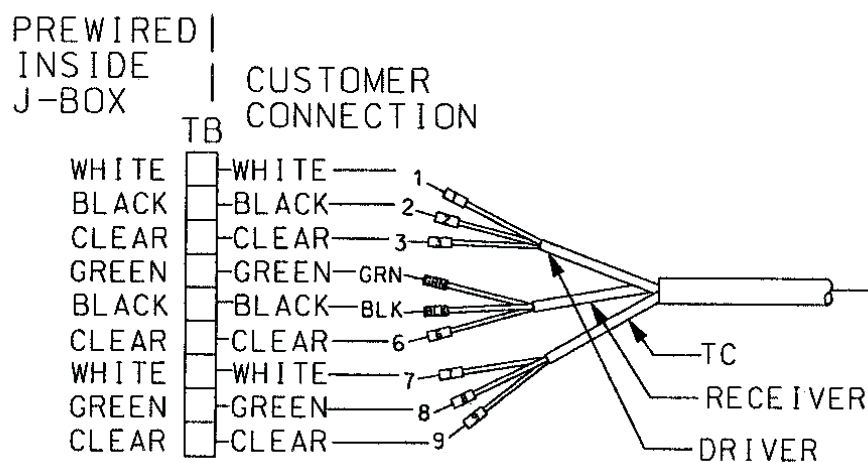 PREWIRED
INSIDE
J-BOX
CUSTOMER
CONNECTION
TB
WHITE WHITE 1
BLACK BLACK 2
CLEAR CLEAR 3
GREEN GREEN GRN
BLACK BLACK BLK
CLEAR CLEAR 6
WHITE WHITE 7
GREEN GREEN 8
CLEAR CLEAR 9
TC
RECEIVER
DRIVER